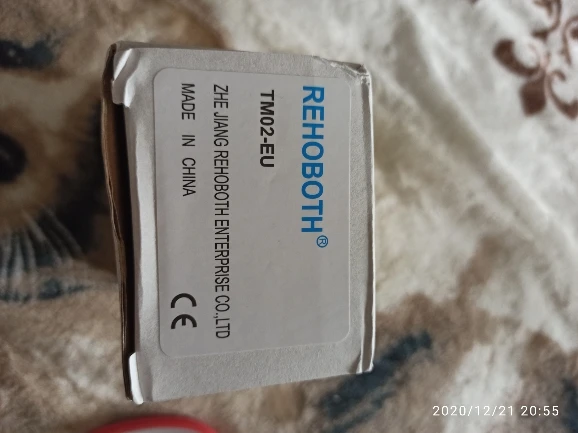 REHOBOTH®
TM02-EU
ZHE JIANG REHOBOTH ENTERPRISE CO.,LTD
MADE IN CHINA
CE
2020/12/21 20:55